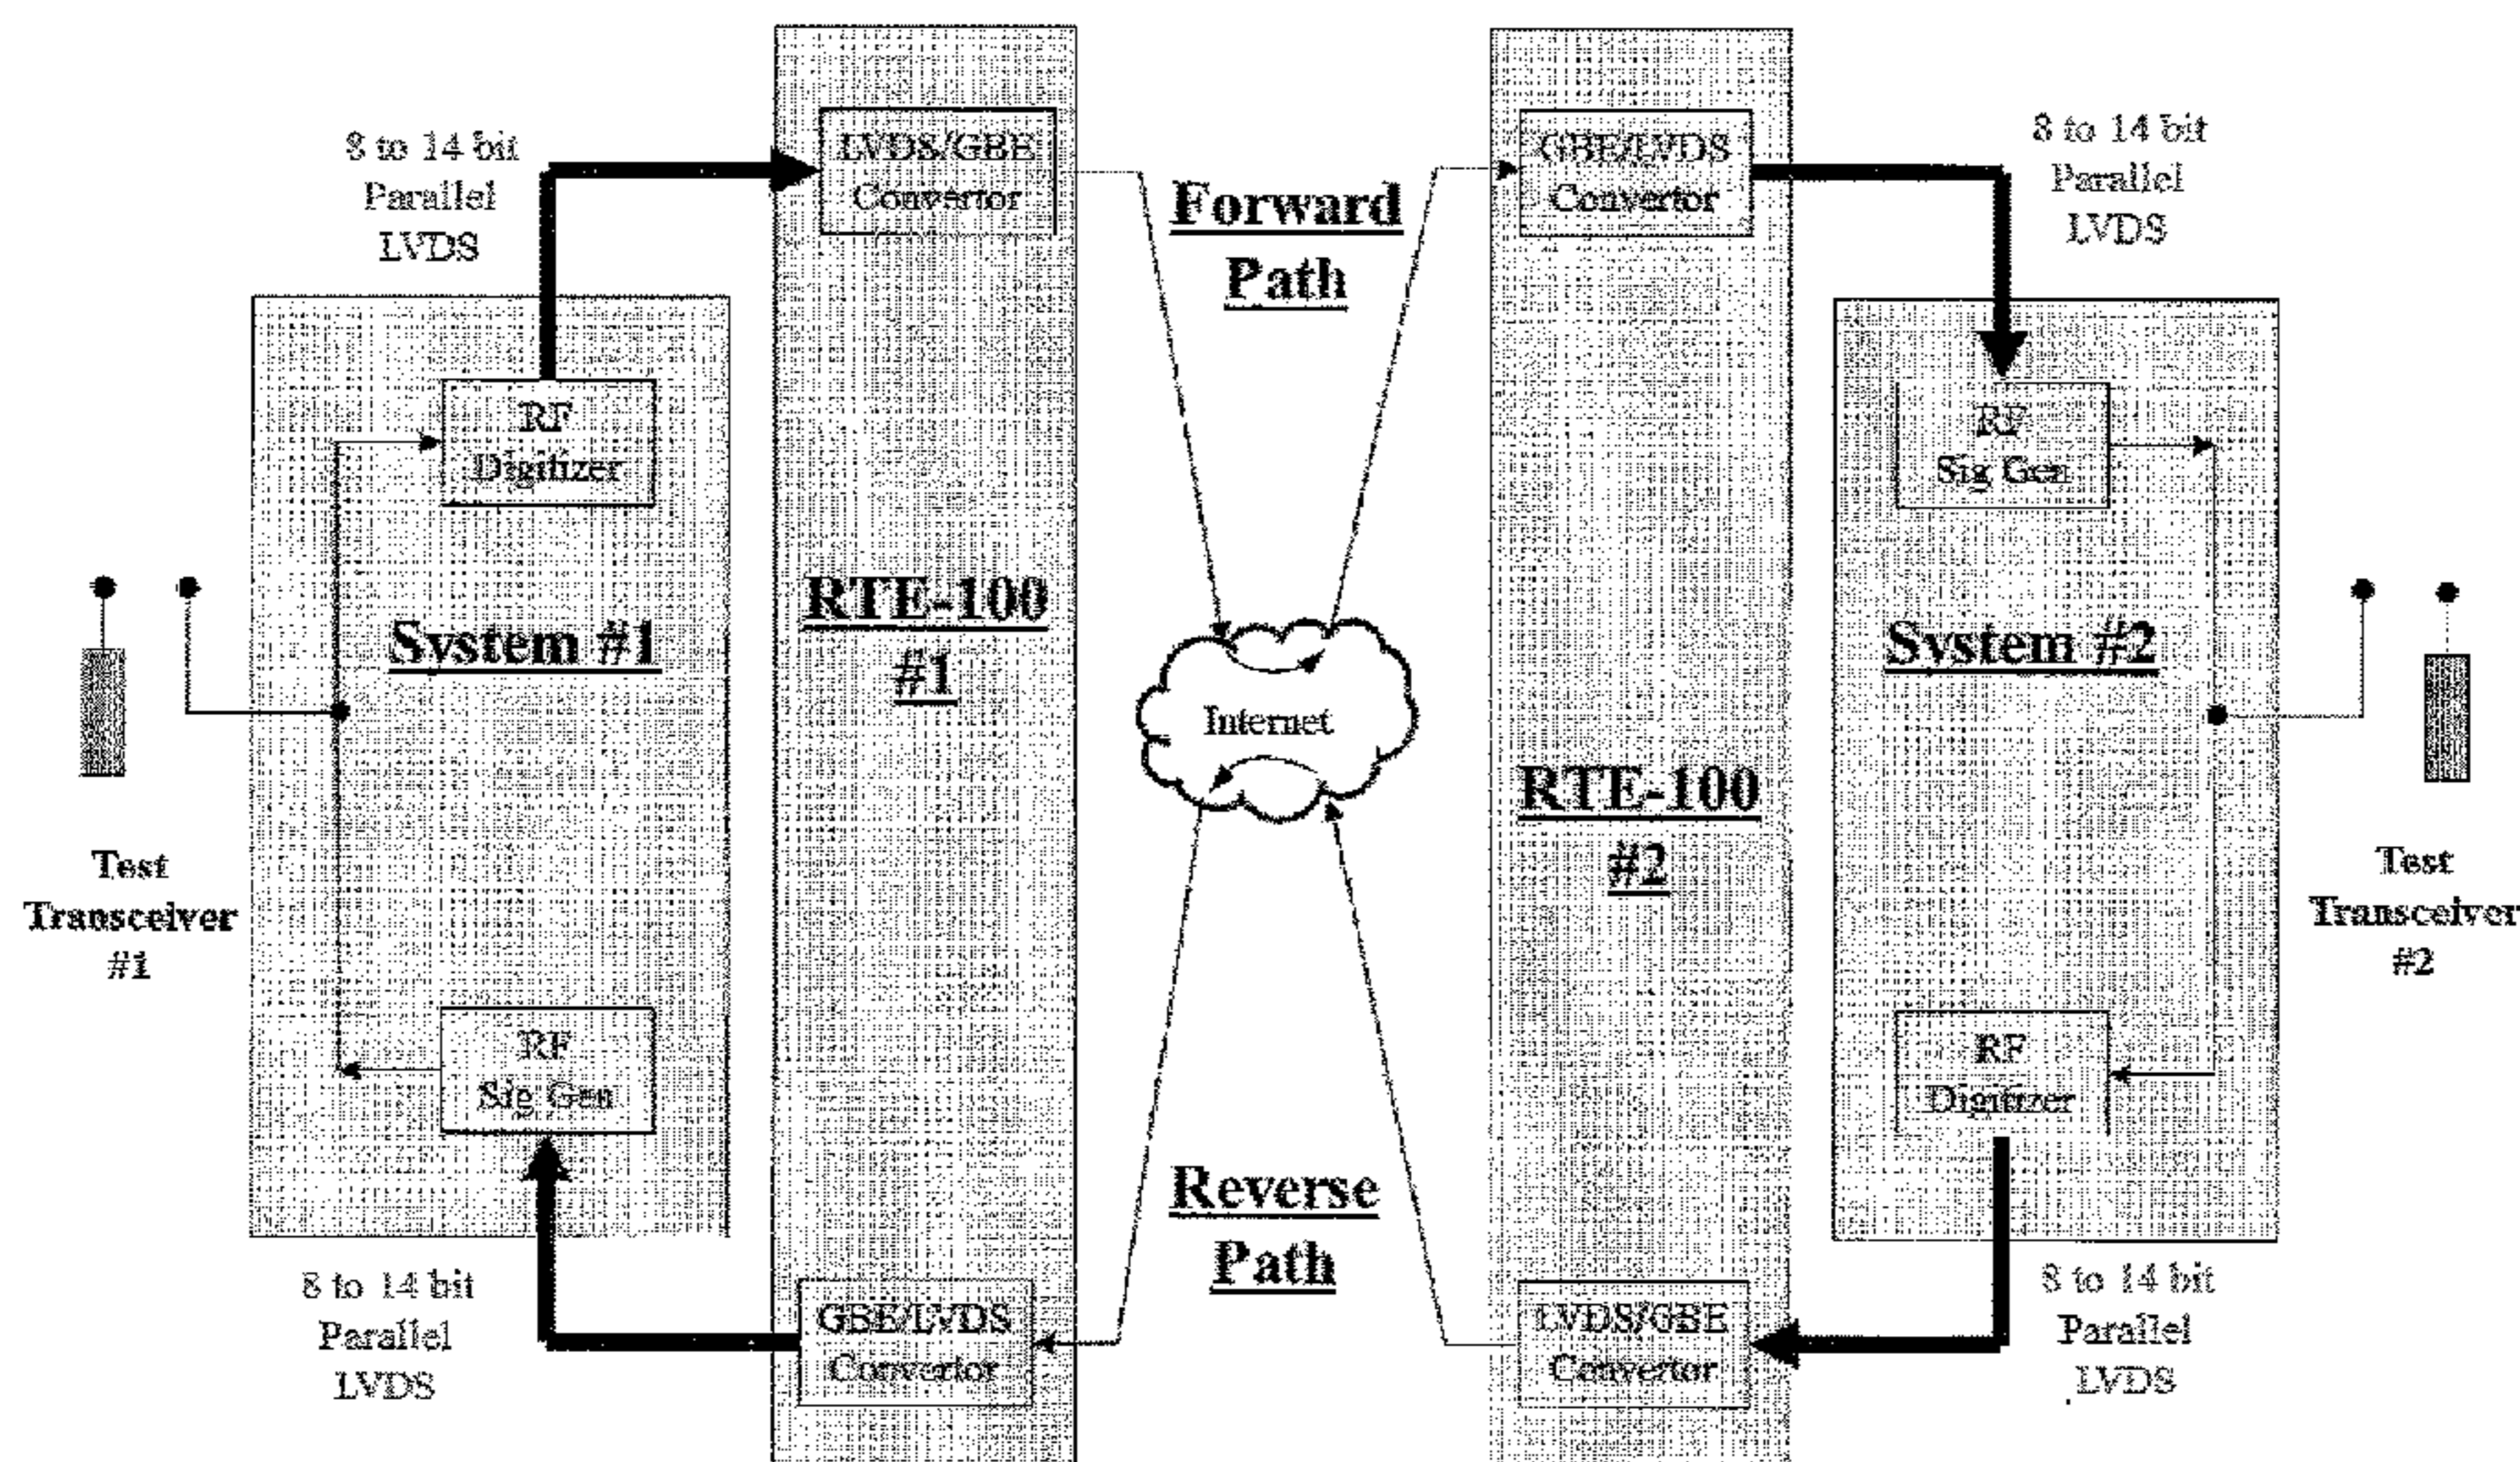 8 to 14 bit
Parallel
LVDS
LVDS/GBE
Convertor
Forward
Path
GBE/LVDS
Convertor
8 to 14 bit
Parallel
LVDS
RF
Digitizer
RF
Sig Gen
System #1
RTE-100
#1
Internet
System #2
RTE-100
#2
Test
Transceiver
#1
Test
Transceiver
#2
RF
Sig Gen
RF
Digitizer
Reverse
Path
8 to 14 bit
Parallel
LVDS
GBE/LVDS
Convertor
LVDS/GBE
Convertor
8 to 14 bit
Parallel
LVDS